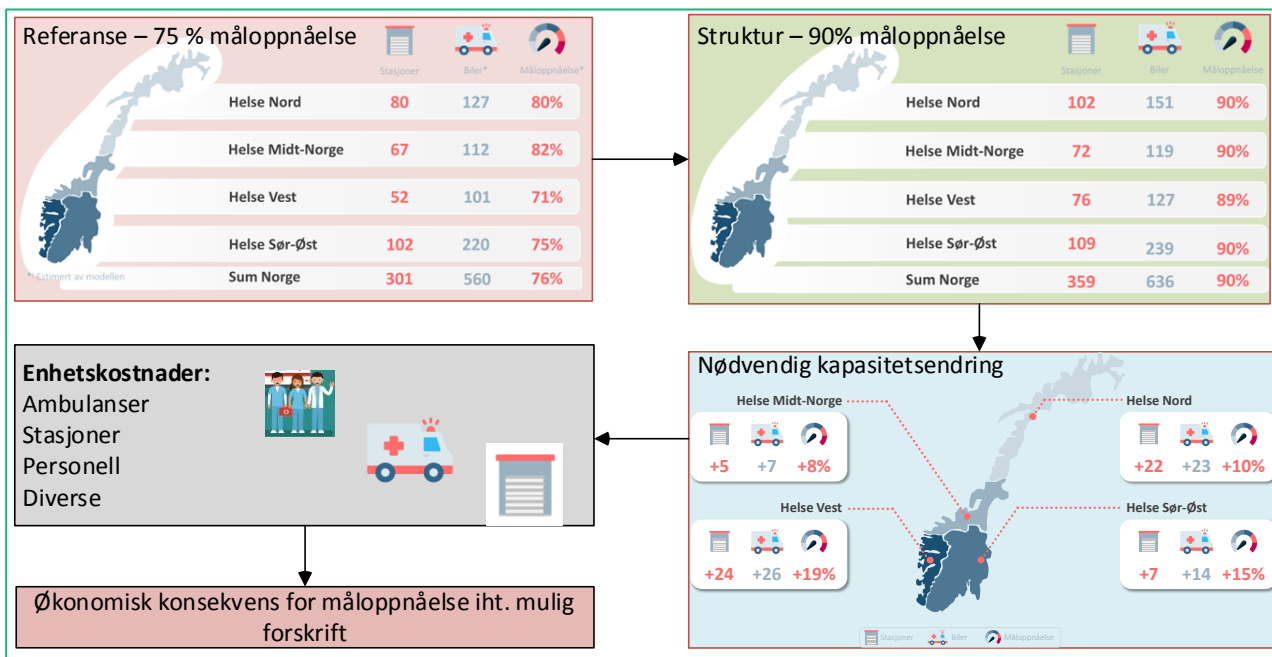 Referanse – 75 % måloppnåelse
Stasjoner Biler* Måloppnåelse*
Helse Nord 80 127 80%
Helse Midt-Norge 67 112 82%
Helse Vest 52 101 71%
Helse Sør-Øst 102 220 75%
*) Estimert av modellen
Sum Norge 301 560 76%
Struktur – 90% måloppnåelse
Stasjoner Biler Måloppnåelse
Helse Nord 102 151 90%
Helse Midt-Norge 72 119 90%
Helse Vest 76 127 89%
Helse Sør-Øst 109 239 90%
Sum Norge 359 636 90%
Nødvendig kapasitetsendring
Helse Midt-Norge
+5 +7 +8%
Helse Nord
+22 +23 +10%
Helse Vest
+24 +26 +19%
Helse Sør-Øst
+7 +14 +15%
Stasjoner Biler Måloppnåelse
Enhetskostnader:
Ambulanser
Stasjoner
Personell
Diverse
Økonomisk konsekvens for måloppnåelse iht. mulig
forskrift